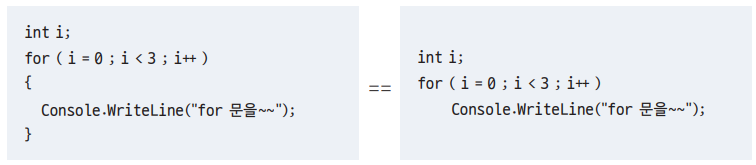 int i;
for ( i = 0 ; i < 3 ; i++ )
{
Console.WriteLine("for 문을~~");
}
==
int i;
for ( i = 0 ; i < 3 ; i++ )
Console.WriteLine("for 문을~~");